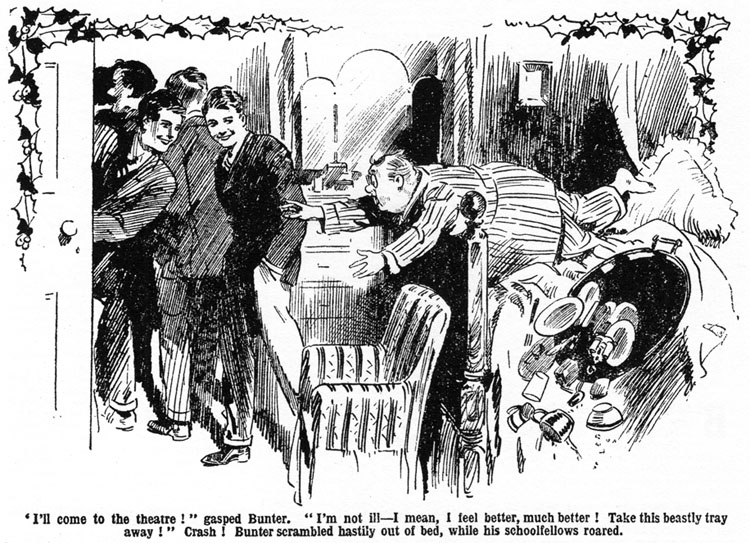 ‘I’ll come to the theatre !” gasped Bunter. “I’m not ill—I mean, I feel better, much better ! Take this beastly tray
away !” Crash ! Bunter scrambled hastily out of bed, while his schoolfellows roared.